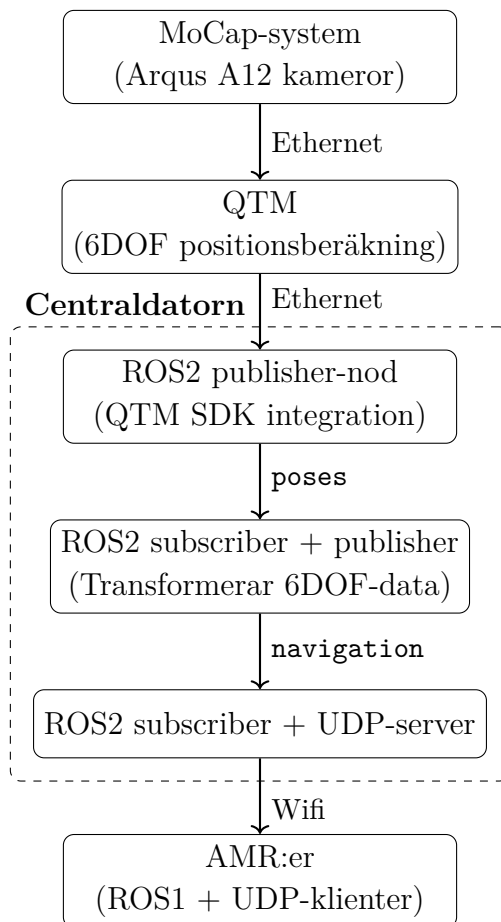 MoCap-system
(Arqus A12 kameror)
Ethernet
QTM
(6DOF positionsberäkning)
Centraldatorn
Ethernet
ROS2 publisher-nod
(QTM SDK integration)
poses
ROS2 subscriber + publisher
(Transformerar 6DOF-data)
navigation
ROS2 subscriber + UDP-server
Wifi
AMR:er
(ROS1 + UDP-klienter)